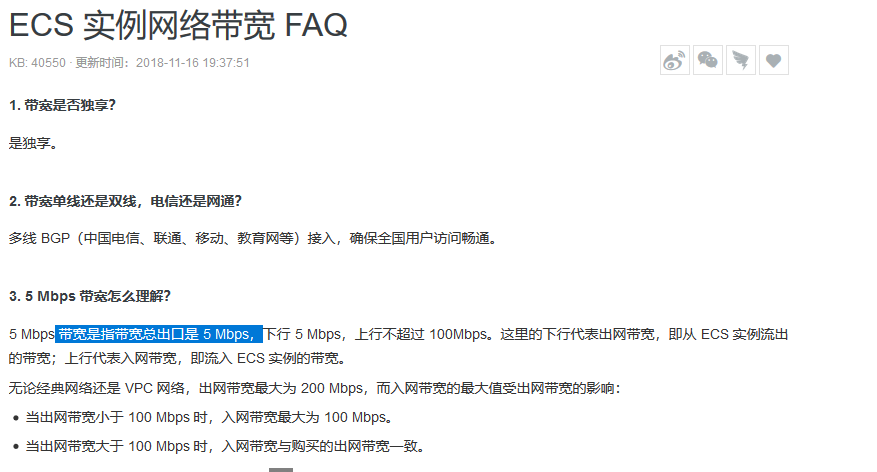 ECS 实例网络带宽 FAQ
KB: 40550 · 更新时间：2018-11-16 19:37:51
1. 带宽是否独享？
是独享。
2. 带宽单线还是双线，电信还是网通？
多线 BGP（中国电信、联通、移动、教育网等）接入，确保全国用户访问畅通。
3. 5 Mbps 带宽怎么理解？
5 Mbps 带宽是指带宽总出口是 5 Mbps，下行 5 Mbps，上行不超过 100Mbps。这里的下行代表出网带宽，即从 ECS 实例流出
的带宽；上行代表入网带宽，即流入 ECS 实例的带宽。
无论经典网络还是 VPC 网络，出网带宽最大为 200 Mbps，而入网带宽的最大值受出网带宽的影响：
• 当出网带宽小于 100 Mbps 时，入网带宽最大为 100 Mbps。
• 当出网带宽大于 100 Mbps 时，入网带宽与购买的出网带宽一致。